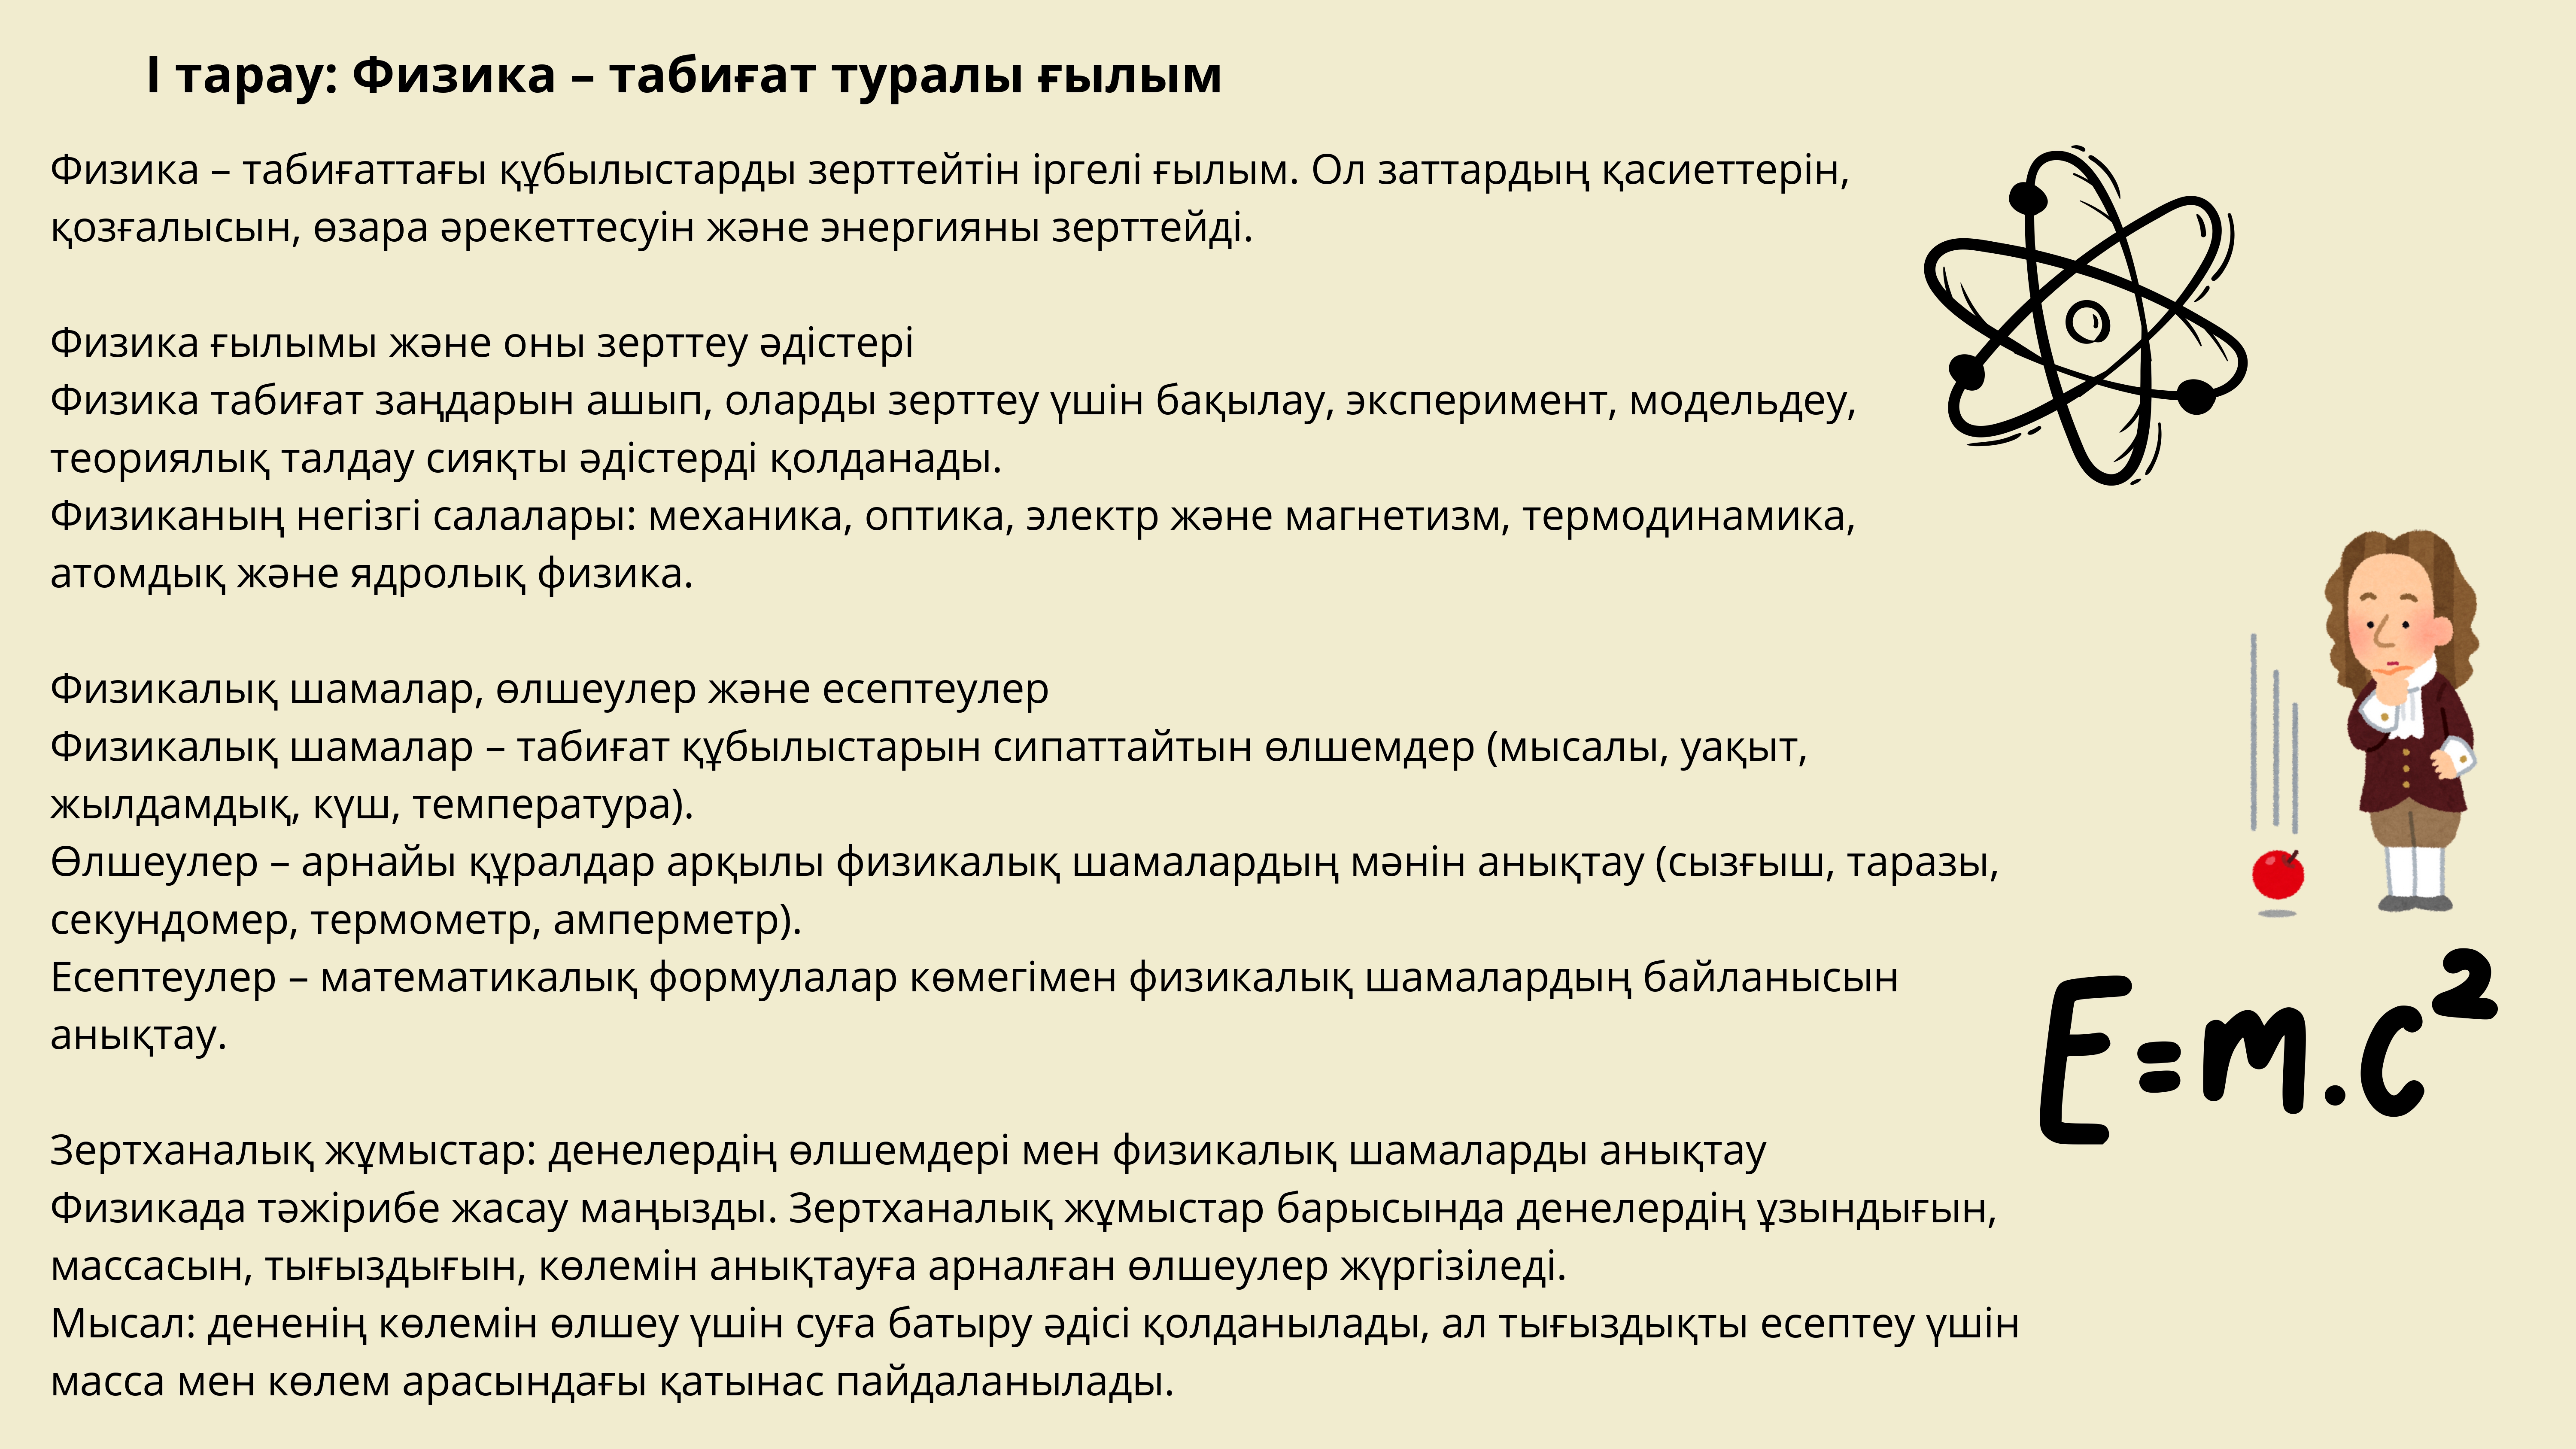 І тарау: Физика – табиғат туралы ғылым
Физика – табиғаттағы құбылыстарды зерттейтін іргелі ғылым. Ол заттардың қасиеттерін,
қозғалысын, өзара әрекеттесуін және энергияны зерттейді.
Физика ғылымы және оны зерттеу әдістері
Физика табиғат заңдарын ашып, оларды зерттеу үшін бақылау, эксперимент, модельдеу,
теориялық талдау сияқты әдістерді қолданады.
Физиканың негізгі салалары: механика, оптика, электр және магнетизм, термодинамика,
атомдық және ядролық физика.
Физикалық шамалар, өлшеулер және есептеулер
Физикалық шамалар – табиғат құбылыстарын сипаттайтын өлшемдер (мысалы, уақыт,
жылдамдық, күш, температура).
Өлшеулер – арнайы құралдар арқылы физикалық шамалардың мәнін анықтау (сызғыш, таразы,
секундомер, термометр, амперметр).
Есептеулер – математикалық формулалар көмегімен физикалық шамалардың байланысын
анықтау.
E=m.c²
Зертханалық жұмыстар: денелердің өлшемдері мен физикалық шамаларды анықтау
Физикада тәжірибе жасау маңызды. Зертханалық жұмыстар барысында денелердің ұзындығын,
массасын, тығыздығын, көлемін анықтауға арналған өлшеулер жүргізіледі.
Мысал: дененің көлемін өлшеу үшін суға батыру әдісі қолданылады, ал тығыздықты есептеу үшін
масса мен көлем арасындағы қатынас пайдаланылады.